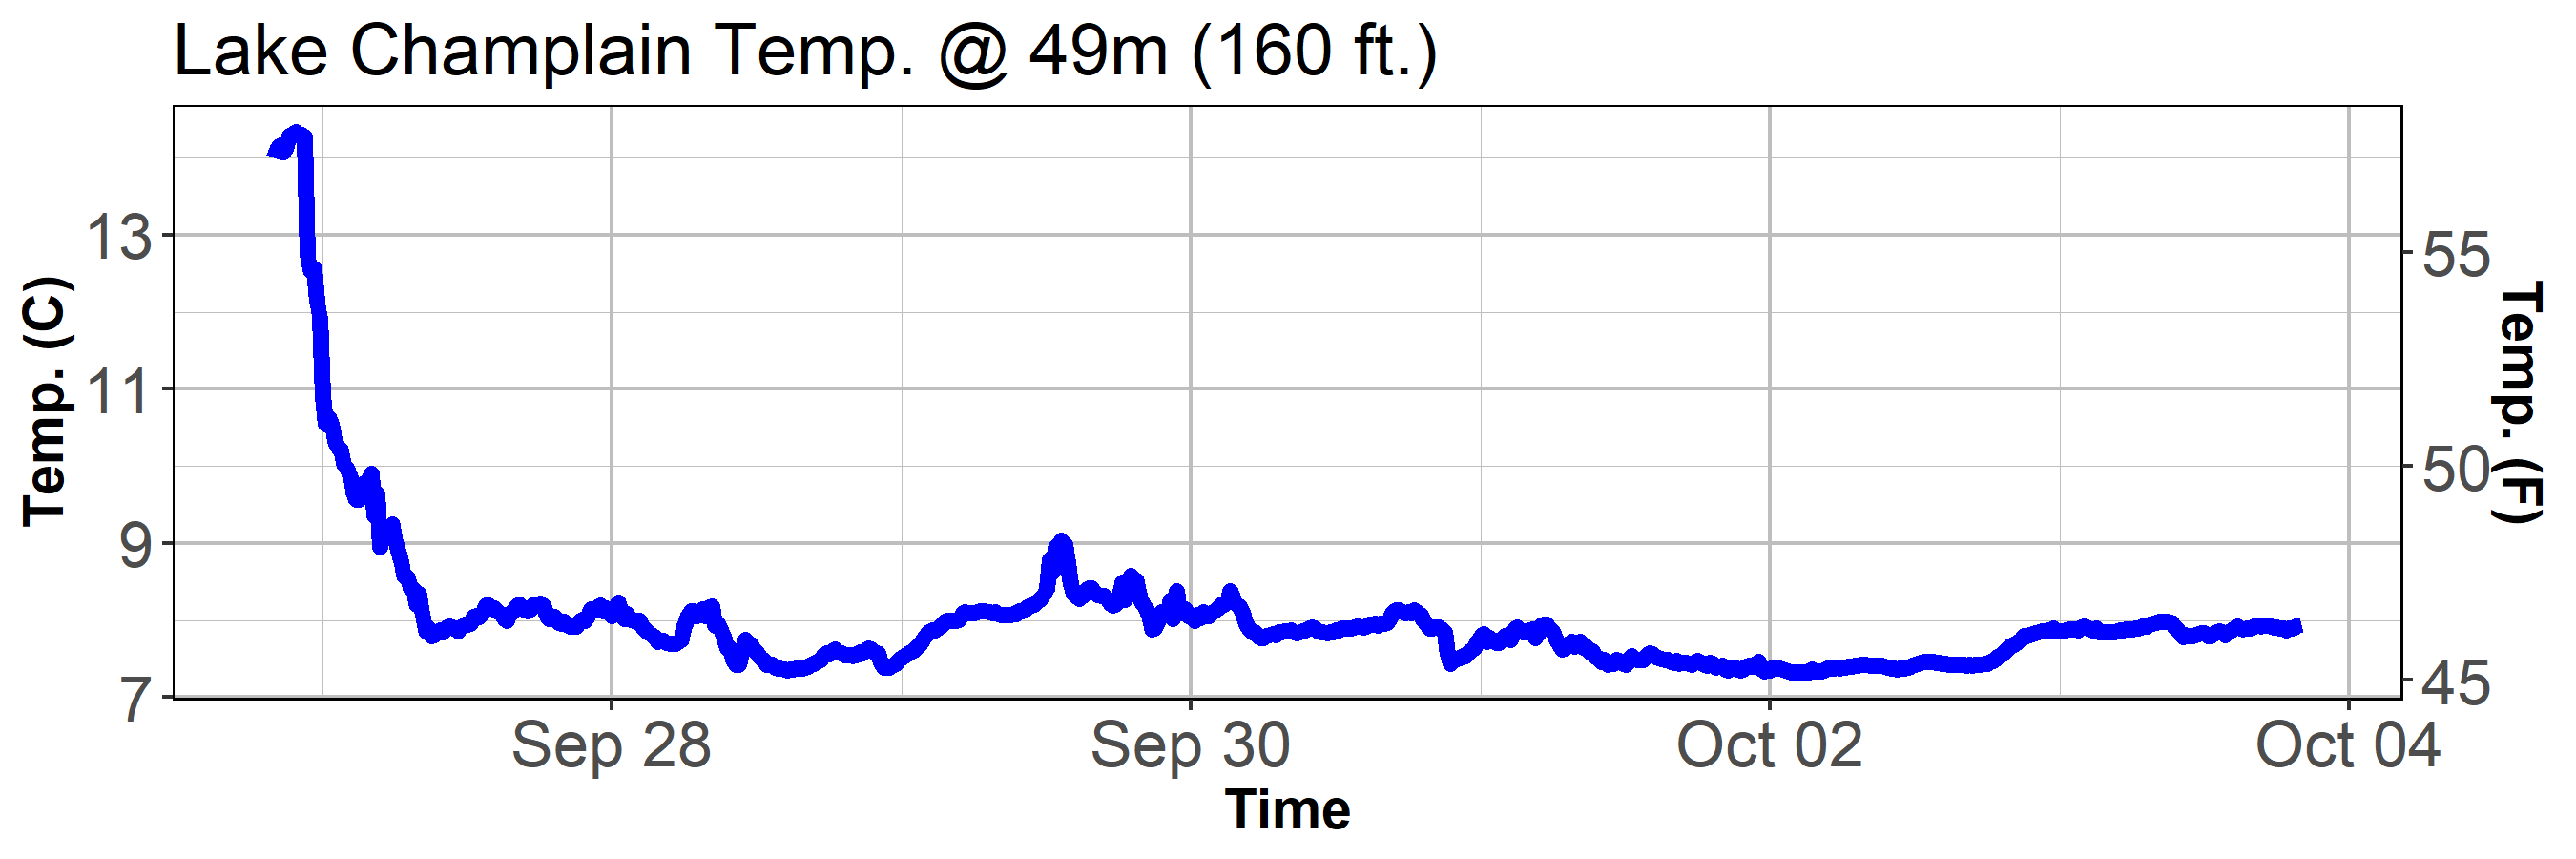 Lake Champlain Temp. @ 49m (160 ft.)
13
11
9
7
Temp. (C)
55
50
45
Temp. (F)
Sep 28
Sep 30
Oct 02
Oct 04
Time